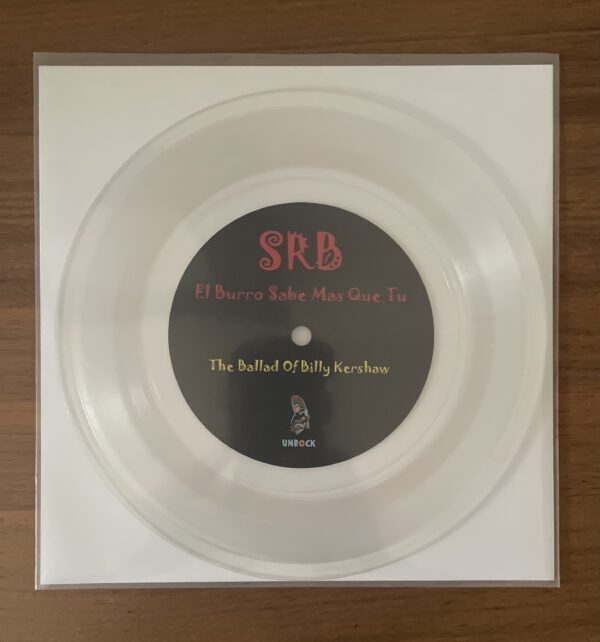 SRB
El Burro Sabe Mas Que Tu
The Ballad Of Billy Kershaw
UNROCK